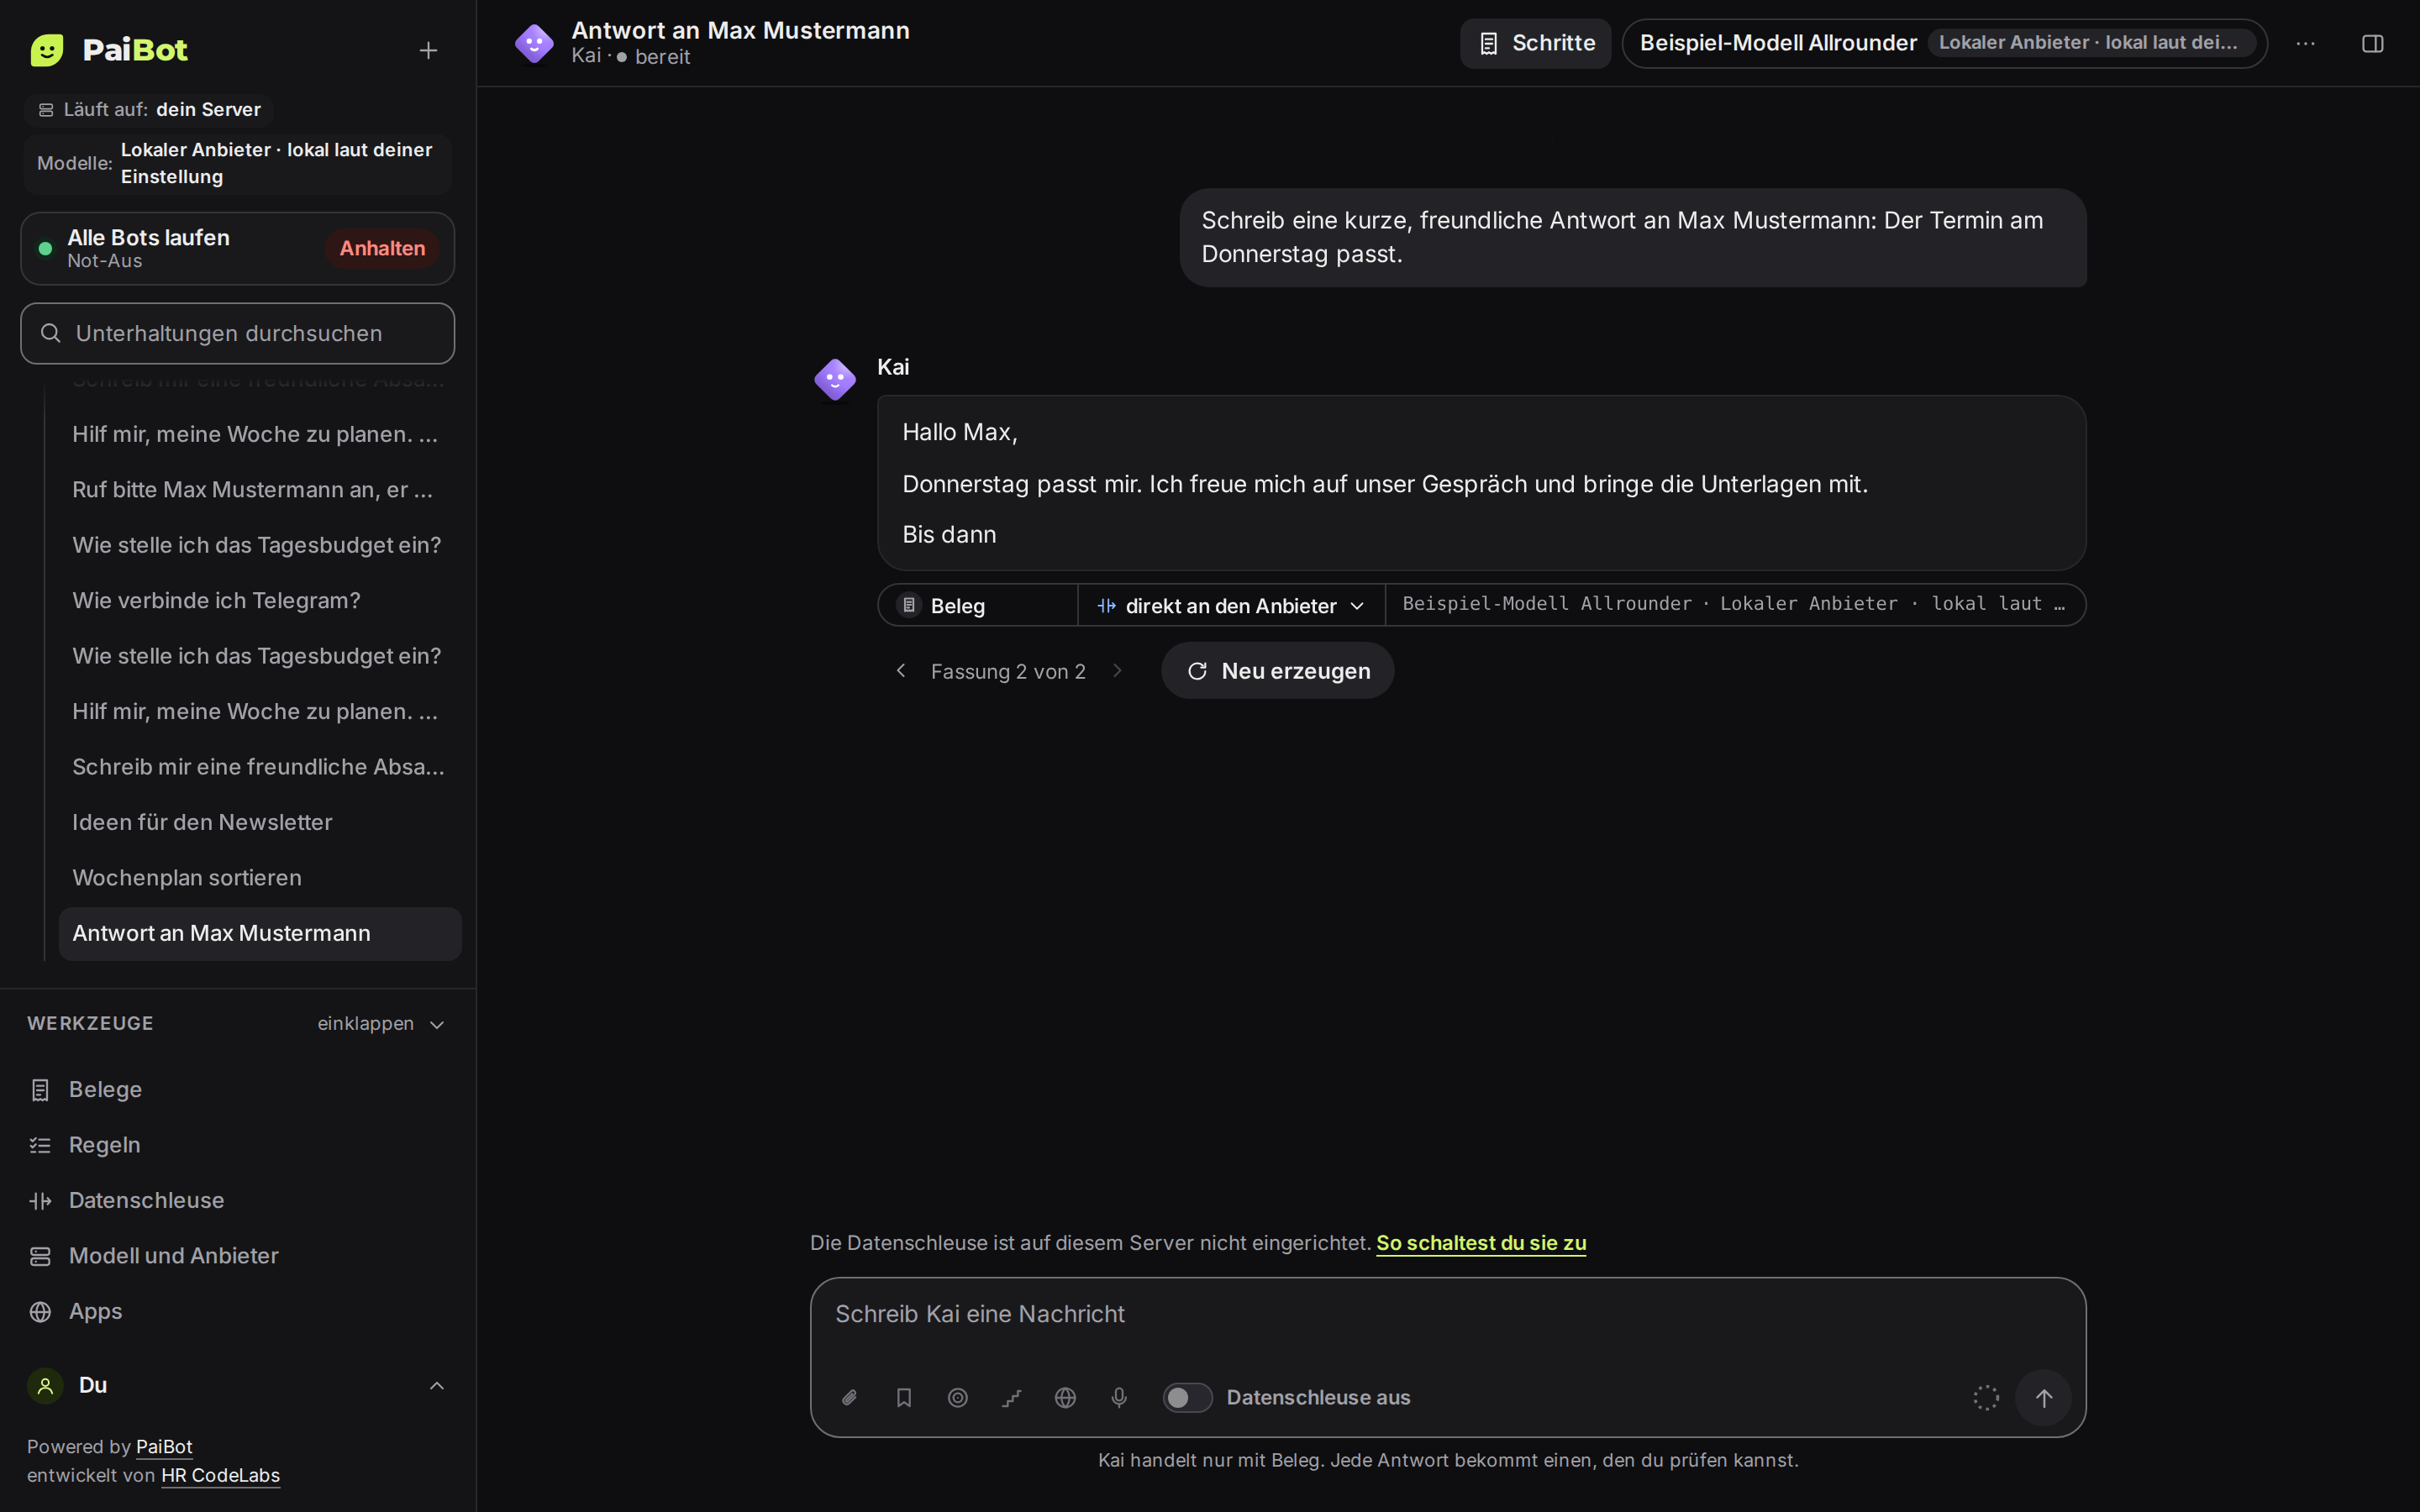 PaiBot
Läuft auf: dein Server
Modelle: Lokaler Anbieter · lokal laut deiner
Einstellung
Alle Bots laufen
Not-Aus
Anhalten
Unterhaltungen durchsuchen
Schreib mir eine freundliche Absa...
Hilf mir, meine Woche zu planen. ...
Ruf bitte Max Mustermann an, er ...
Wie stelle ich das Tagesbudget ein?
Wie verbinde ich Telegram?
Wie stelle ich das Tagesbudget ein?
Hilf mir, meine Woche zu planen. ...
Schreib mir eine freundliche Absa...
Ideen für den Newsletter
Wochenplan sortieren
Antwort an Max Mustermann
WERKZEUGE
einklappen
Belege
Regeln
Datenschleuse
Modell und Anbieter
Apps
Du
Powered by PaiBot
entwickelt von HR CodeLabs
Antwort an Max Mustermann
Kai · bereit
Schritte
Beispiel-Modell Allrounder Lokaler Anbieter · lokal laut dei...
Schreib eine kurze, freundliche Antwort an Max Mustermann: Der Termin am
Donnerstag passt.
Kai
Hallo Max,
Donnerstag passt mir. Ich freue mich auf unser Gespräch und bringe die Unterlagen mit.
Bis dann
Beleg
direkt an den Anbieter
Beispiel-Modell Allrounder · Lokaler Anbieter · lokal laut …
Fassung 2 von 2
Neu erzeugen
Die Datenschleuse ist auf diesem Server nicht eingerichtet. So schaltest du sie zu
Schreib Kai eine Nachricht
Datenschleuse aus
Kai handelt nur mit Beleg. Jede Antwort bekommt einen, den du prüfen kannst.